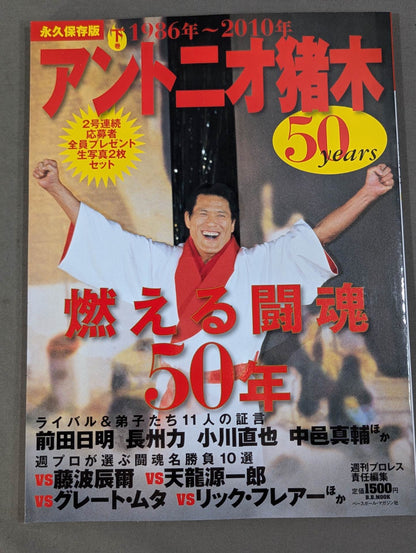 永久保存版
下巻
1986年～2010年
アントニオ猪木
50
years
2号連続
応募者
全員プレゼント
生写真2枚
セット
燃える闘魂
50年
ライバル&弟子たち11人の証言
前田日明 長州力 小川直也 中邑真輔ほか
週プロが選ぶ闘魂名勝負10選
VS藤波辰爾 VS天龍源一郎
VSグレート・ムタ VSリック・フレアーほか
週刊プロレス
責任編集
定価1500円
B.B.MOOK
ベースボール・マガジン社